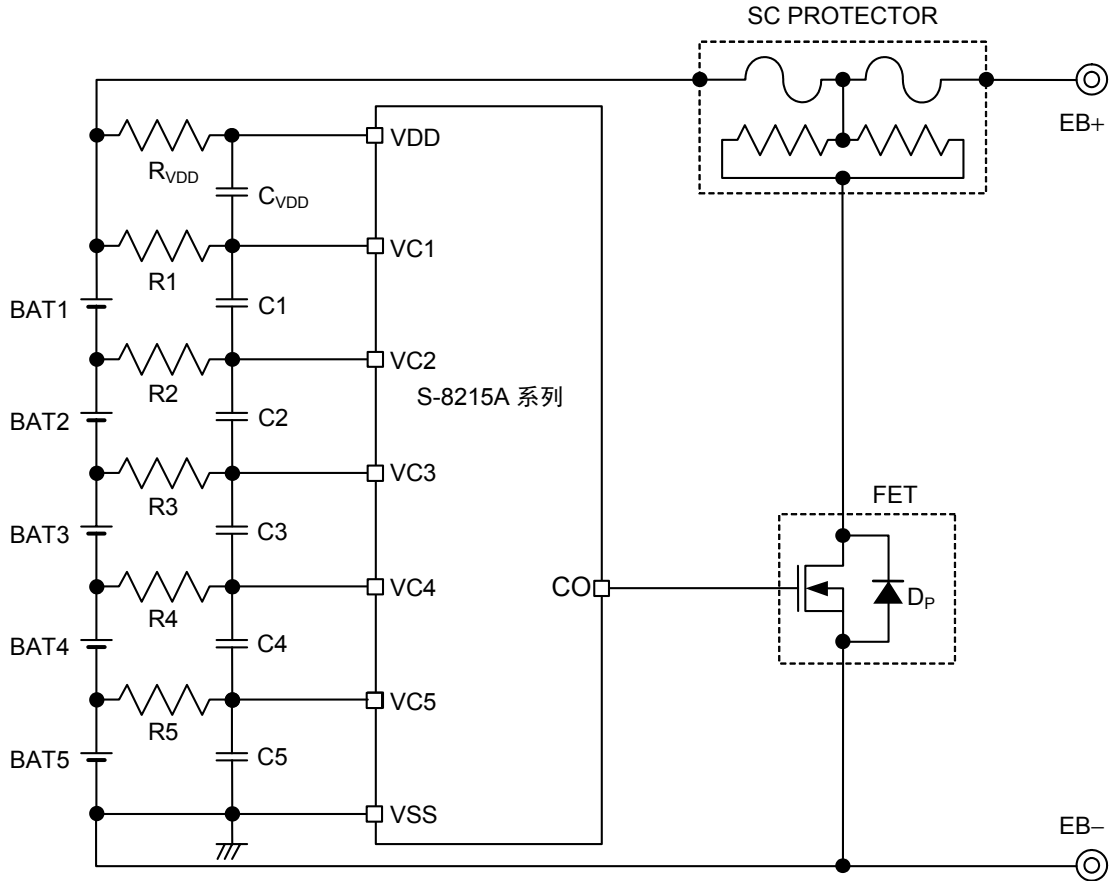 SC PROTECTOR
EB+
VDD
RVDD
CVDD
VC1
R1
BAT1
C1
VC2
R2
S-8215A 系列
BAT2
C2
VC3
R3
FET
BAT3
C3
VC4
CO
DP
R4
BAT4
C4
VC5
R5
BAT5
C5
VSS
EB−